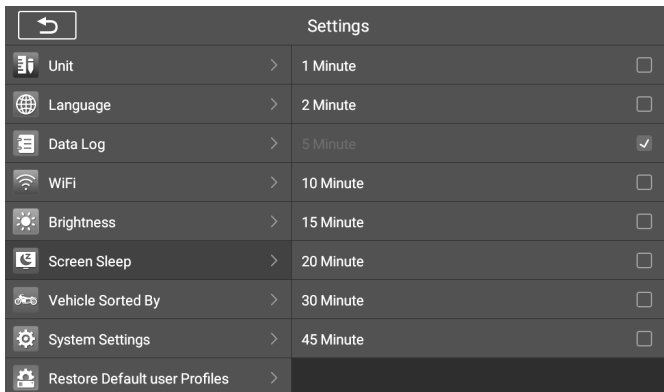 Settings
Unit
1 Minute
Language
2 Minute
Data Log
5 Minute
WiFi
10 Minute
Brightness
15 Minute
Screen Sleep
20 Minute
Vehicle Sorted By
30 Minute
System Settings
45 Minute
Restore Default user Profiles